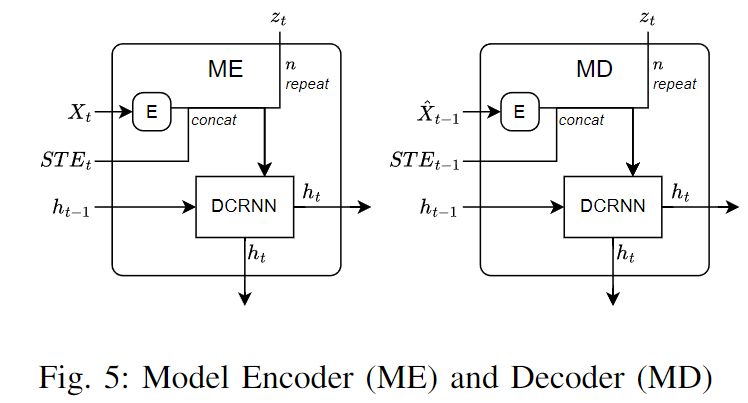 z_t
z_t
ME
n
repeat
MD
n
repeat
X_t
E
concat
X̂_{t−1}
E
concat
STE_t
STE_{t−1}
h_{t−1}
DCRNN
h_t
h_{t−1}
DCRNN
h_t
h_t
h_t
Fig. 5: Model Encoder (ME) and Decoder (MD)